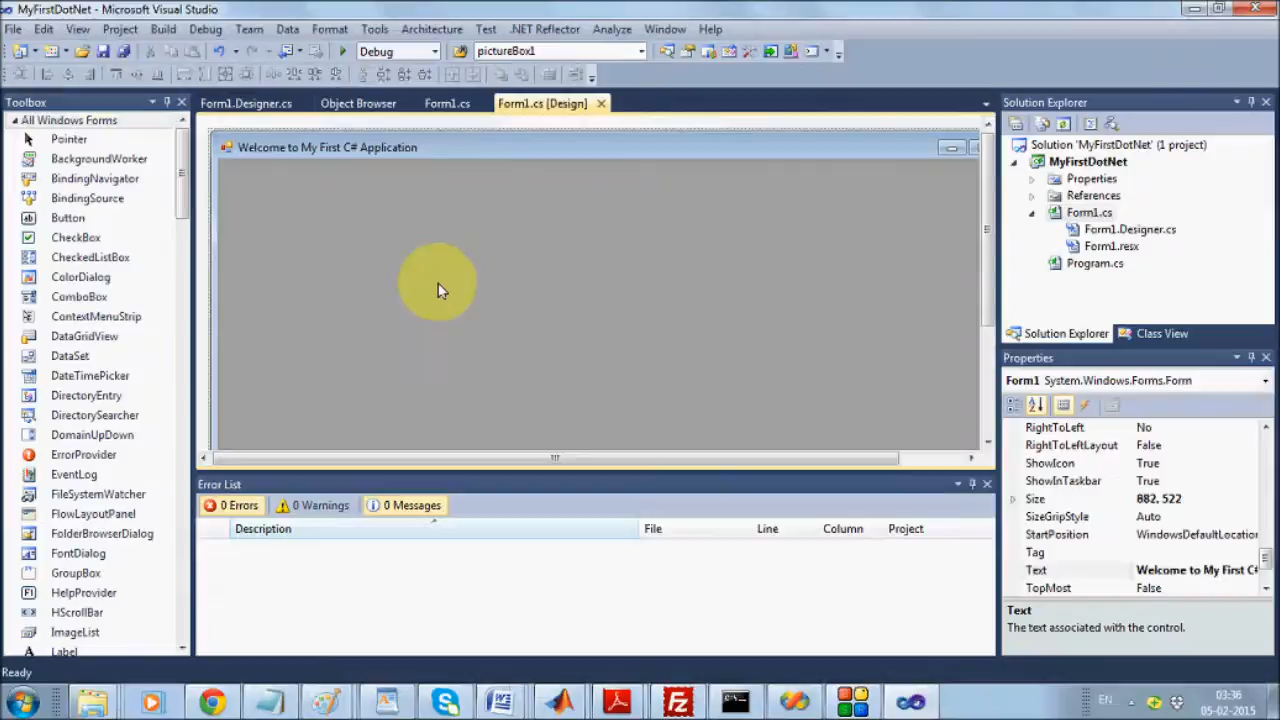 MyFirstDotNet - Microsoft Visual Studio
File Edit View Project Build Debug Team Data Format Tools Architecture Test .NET Reflector Analyze Window Help
Debug pictureBox1
Toolbox
Form1.Designer.cs Object Browser Form1.cs Form1.cs [Design]
Solution Explorer
All Windows Forms
Pointer
BackgroundWorker
BindingNavigator
BindingSource
Button
CheckBox
CheckedListBox
ColorDialog
ComboBox
ContextMenuStrip
DataGridView
DataSet
DateTimePicker
DirectoryEntry
DirectorySearcher
DomainUpDown
ErrorProvider
EventLog
FileSystemWatcher
FlowLayoutPanel
FolderBrowserDialog
FontDialog
GroupBox
HelpProvider
HScrollBar
ImageList
Label
Welcome to My First C# Application
Error List
0 Errors 0 Warnings 0 Messages
Description File Line Column Project
Solution 'MyFirstDotNet' (1 project)
MyFirstDotNet
Properties
References
Form1.cs
Form1.Designer.cs
Form1.resx
Program.cs
Solution Explorer Class View
Properties
Form1 System.Windows.Forms.Form
RightToLeft No
RightToLeftLayout False
ShowIcon True
ShowInTaskbar True
Size 882, 522
SizeGripStyle Auto
StartPosition WindowsDefaultLocation
Tag
Text Welcome to My First C#
TopMost False
Text
The text associated with the control.
Ready
EN
03:36
05-02-2015